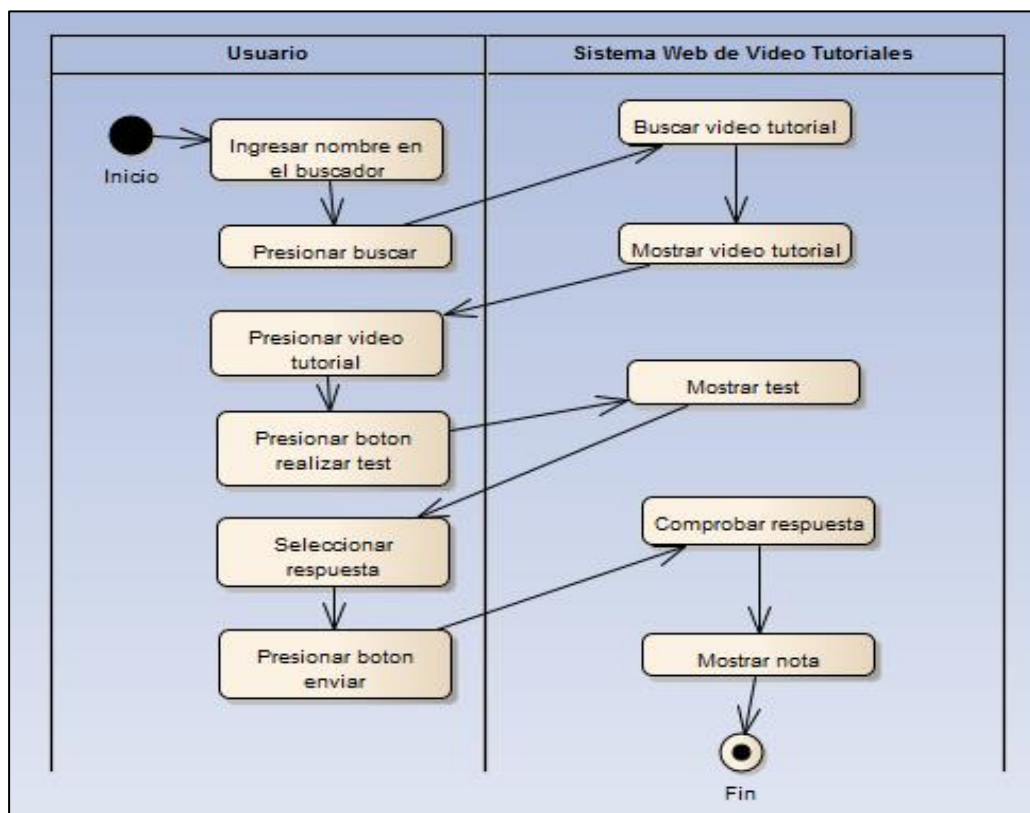 Usuario
Sistema Web de Video Tutoriales
Inicio
Ingresar nombre en
el buscador
Presionar buscar
Buscar video tutorial
Mostrar video tutorial
Presionar video
tutorial
Presionar boton
realizar test
Mostrar test
Seleccionar
respuesta
Presionar boton
enviar
Comprobar respuesta
Mostrar nota
Fin